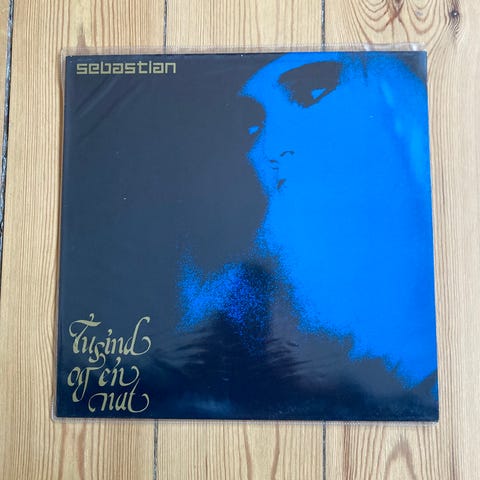 sebastian
Tusind
og en
nat